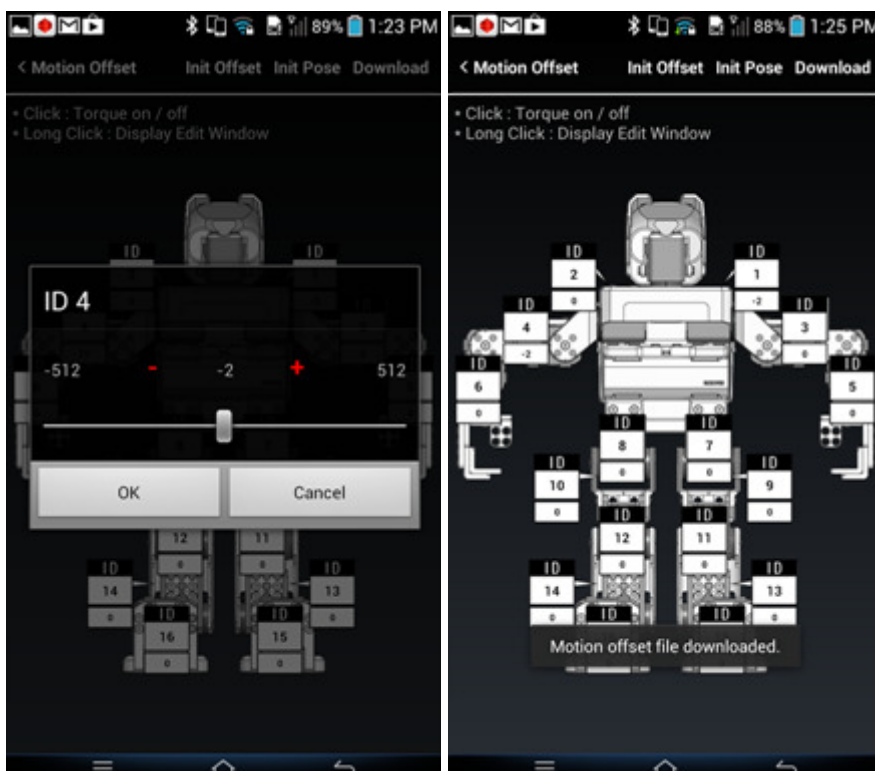 89% 1:23 PM
< Motion Offset Init Offset Init Pose Download
• Click : Torque on / off
• Long Click : Display Edit Window
ID ID
ID 4
-512 - -2 + 512
OK Cancel
12 11
0 0
ID ID
14 13
0 0
ID ID
16 15
0 0
88% 1:25 PM
< Motion Offset Init Offset Init Pose Download
• Click : Torque on / off
• Long Click : Display Edit Window
ID ID
2 1
0 -2
ID ID
4 3
-2 0
ID ID
6 5
0 0
ID ID
8 7
0 0
ID ID
10 9
0 0
ID ID
12 11
0 0
ID ID
14 13
0 0
ID ID
Motion offset file downloaded.